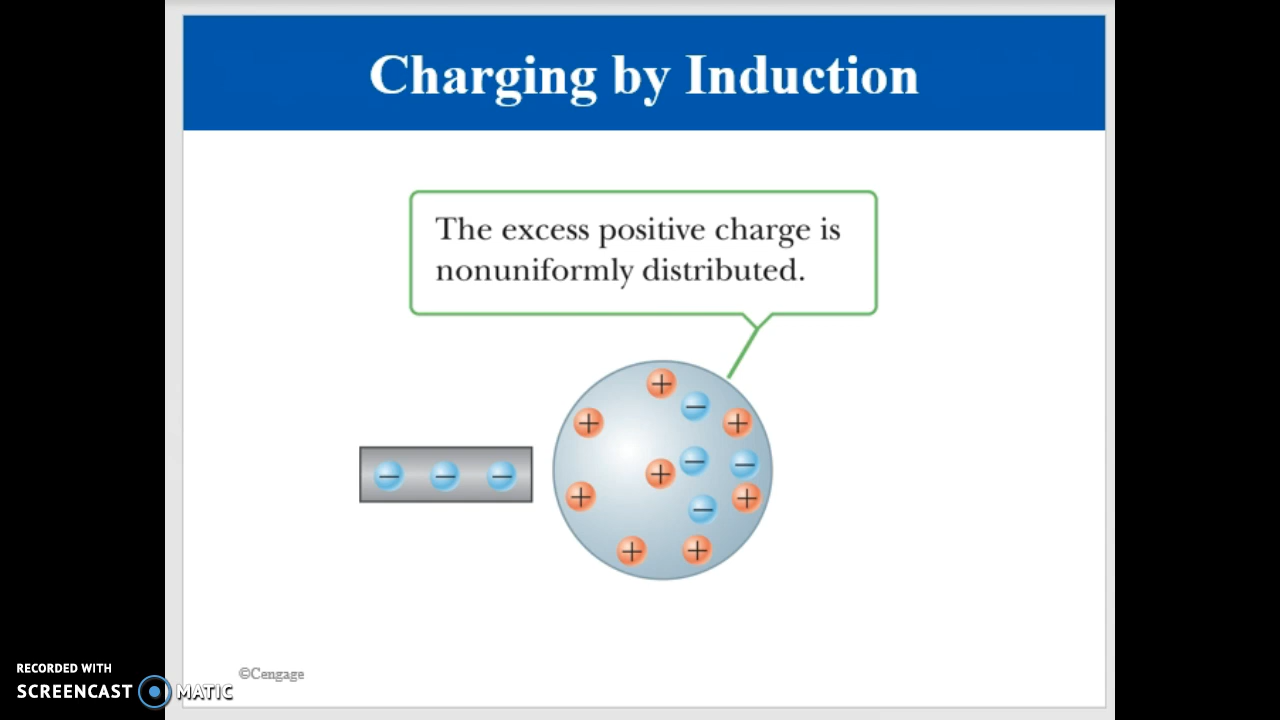 Charging by Induction
The excess positive charge is
nonuniformly distributed.
− − −
+
−
+ +
− −
+ −
+ +
−
+ +
©Cengage
RECORDED WITH
SCREENCAST MATIC